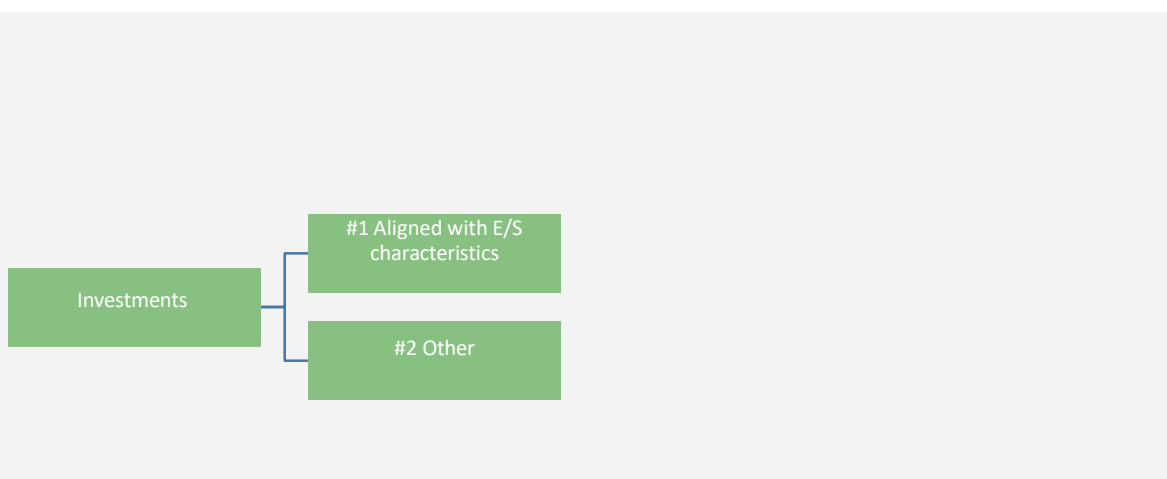 #1 Aligned with E/S
characteristics
Investments
#2 Other